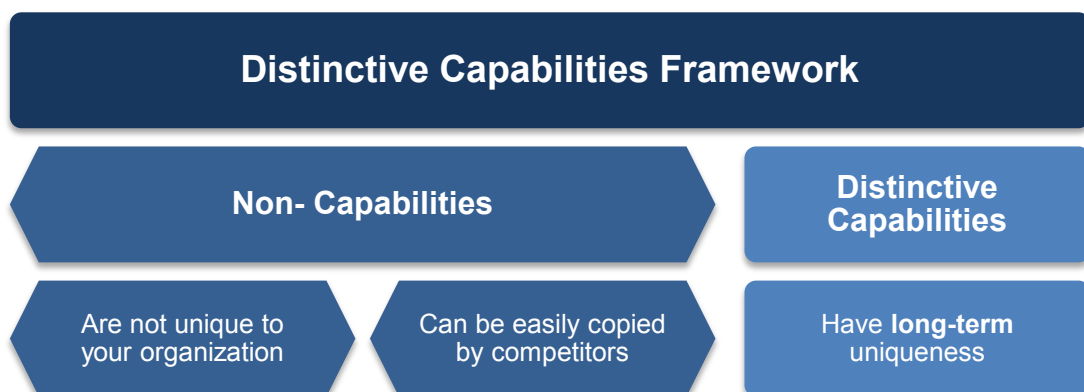 Distinctive Capabilities Framework
Non- Capabilities
Distinctive
Capabilities
Are not unique to
your organization
Can be easily copied
by competitors
Have long-term
uniqueness